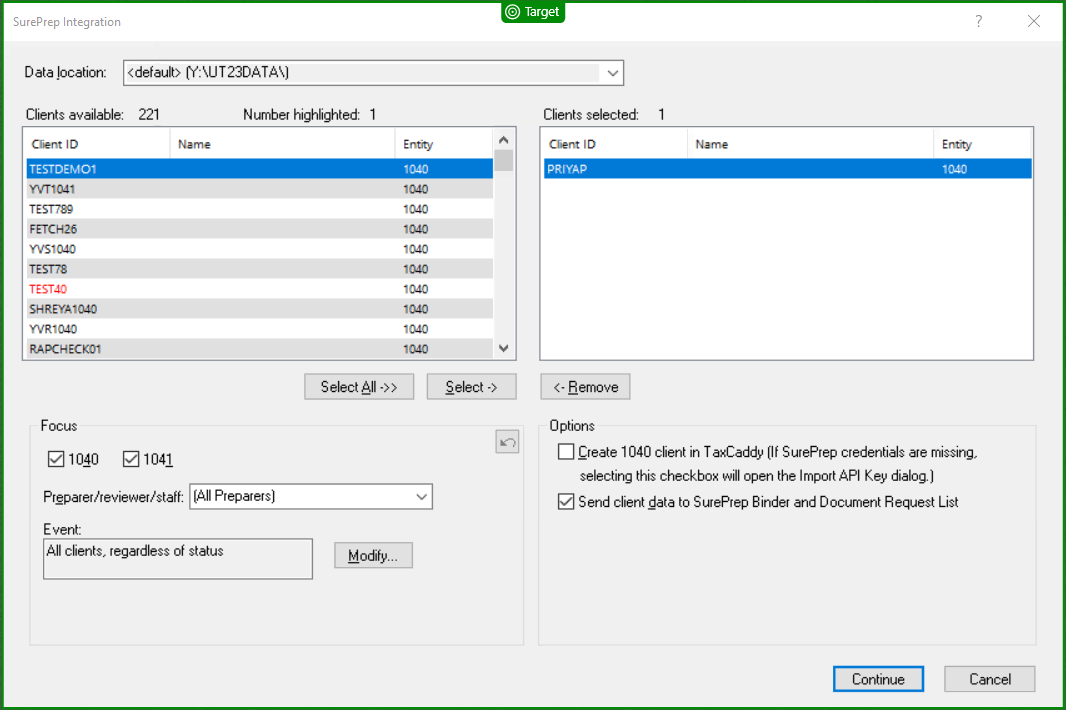 Target
SurePrep Integration
Data location: <default> (Y:\UT23DATA\)
Clients available: 221 Number highlighted: 1
Client ID Name Entity
TESTDEMO1 1040
YVT1041 1040
TEST789 1040
FETCH26 1040
YVS1040 1040
TEST78 1040
TEST40 1040
SHREYA1040 1040
YVR1040 1040
RAPCHECK01 1040
Select All ->> Select ->
Clients selected: 1
Client ID Name Entity
PRIYAP 1040
<- Remove
Focus
1040 1041
Preparer/reviewer/staff: (All Preparers)
Event:
All clients, regardless of status
Modify...
Options
Create 1040 client in TaxCaddy (If SurePrep credentials are missing,
selecting this checkbox will open the Import API Key dialog.)
Send client data to SurePrep Binder and Document Request List
Continue Cancel